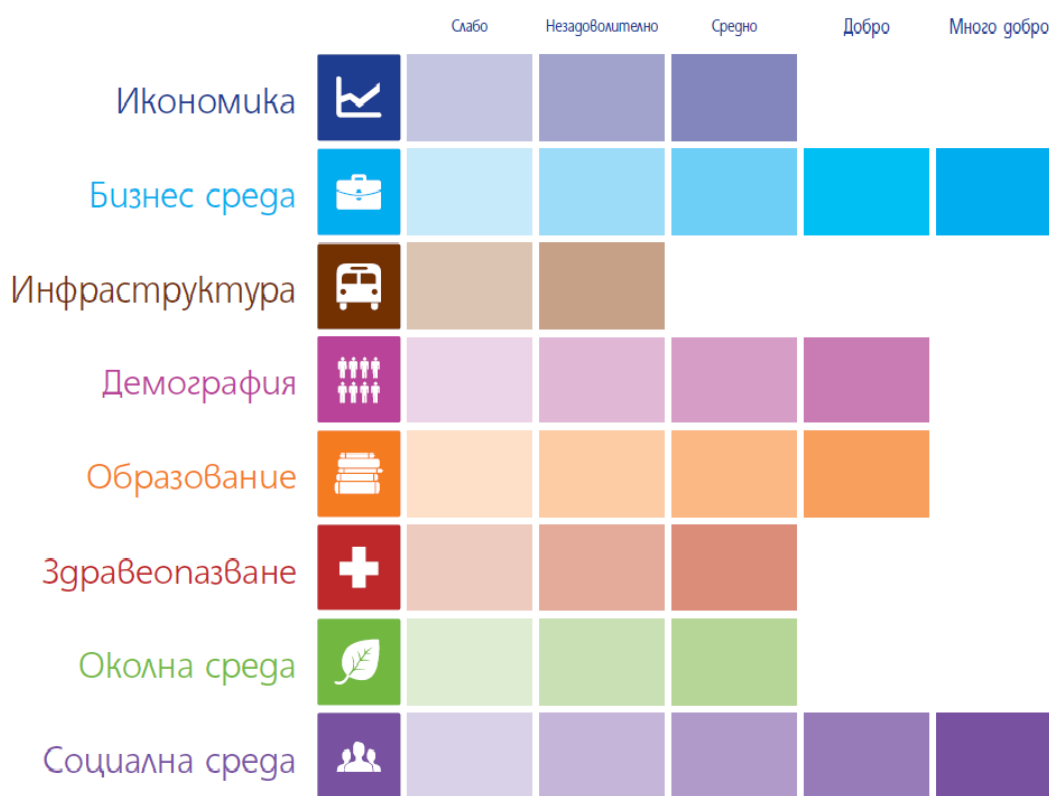 Слабо Незадоволително Средно Добро Много добро
Икономика
Бизнес среда
Инфраструктура
Демография
Образование
Здравеопазване
Околна среда
Социална среда